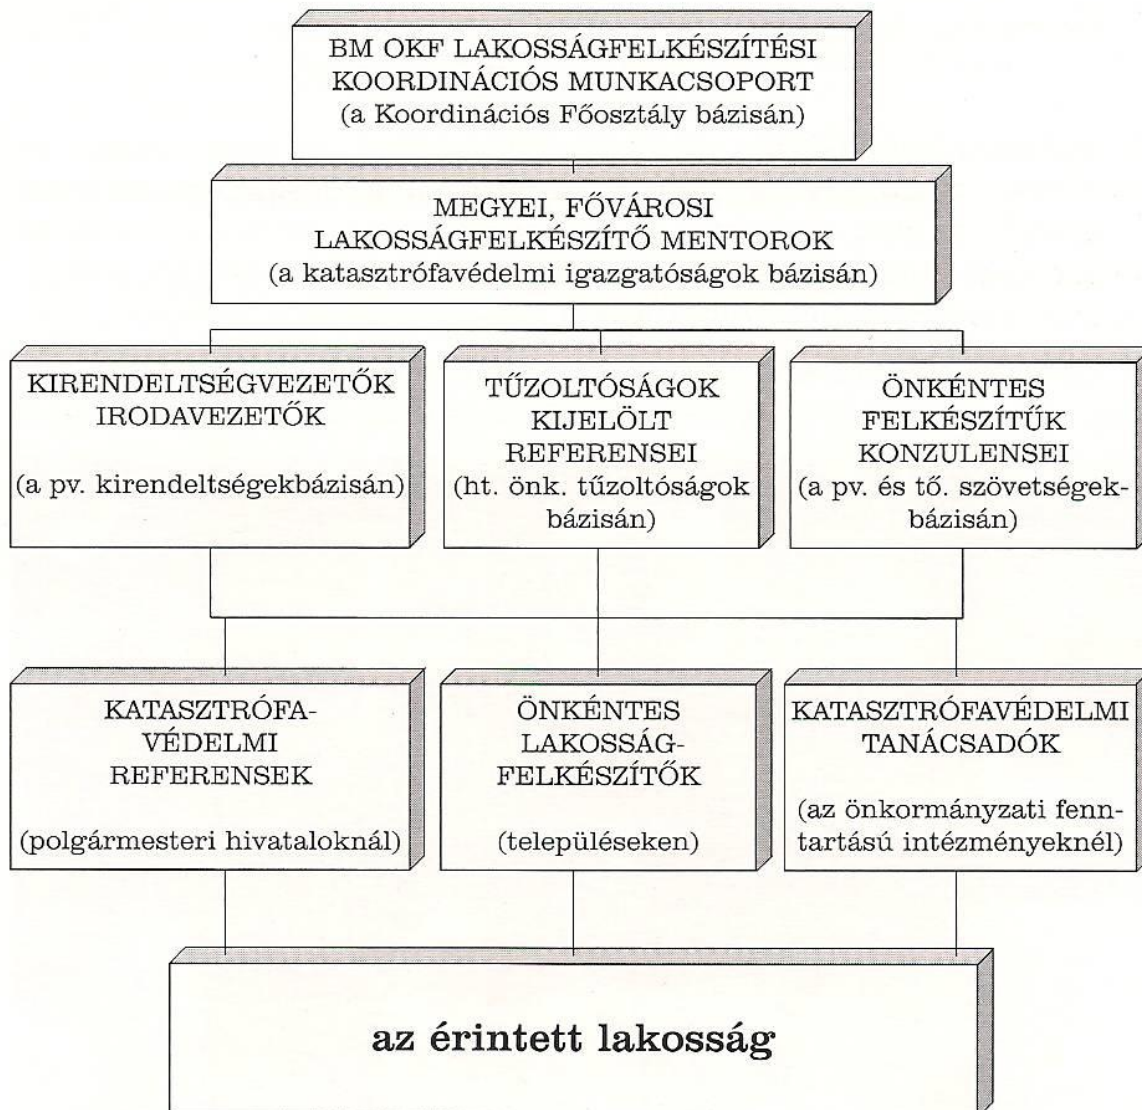 BM OKF LAKOSSÁGFELKÉSZÍTÉSI
KOORDINÁCIÓS MUNKACSOPORT
(a Koordinációs Főosztály bázisán)
MEGYEI, FŐVÁROSI
LAKOSSÁGFELKÉSZÍTŐ MENTOROK
(a katasztrófavédelmi igazgatóságok bázisán)
KIRENDELTSÉGVEZETŐK
IRODAVEZETŐK
(a pv. kirendeltségekbázisán)
TŰZOLTÓSÁGOK
KIJELÖLT
REFERENSEI
(ht. önk. tűzoltóságok
bázisán)
ÖNKÉNTES
FELKÉSZÍTŰK
KONZULENSEI
(a pv. és tő. szövetségek-
bázisán)
KATASZTRÓFA-
VÉDELMI
REFERENSEK
(polgármesteri hivataloknál)
ÖNKÉNTES
LAKOSSÁG-
FELKÉSZÍTŐK
(településeken)
KATASZTRÓFAVÉDELMI
TANÁCSADÓK
(az önkormányzati fenn-
tartású intézményeknél)
az érintett lakosság